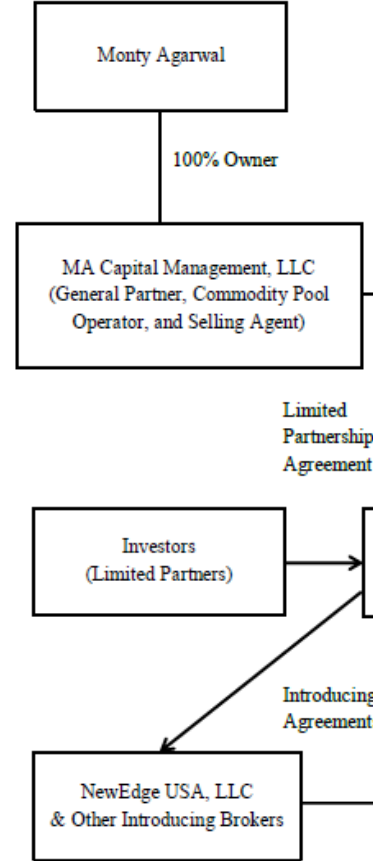 Monty Agarwal
100% Owner
MA Capital Management, LLC
(General Partner, Commodity Pool
Operator, and Selling Agent)
Limited
Partnership
Agreement
Investors
(Limited Partners)
Introducing
Agreement
NewEdge USA, LLC
& Other Introducing Brokers